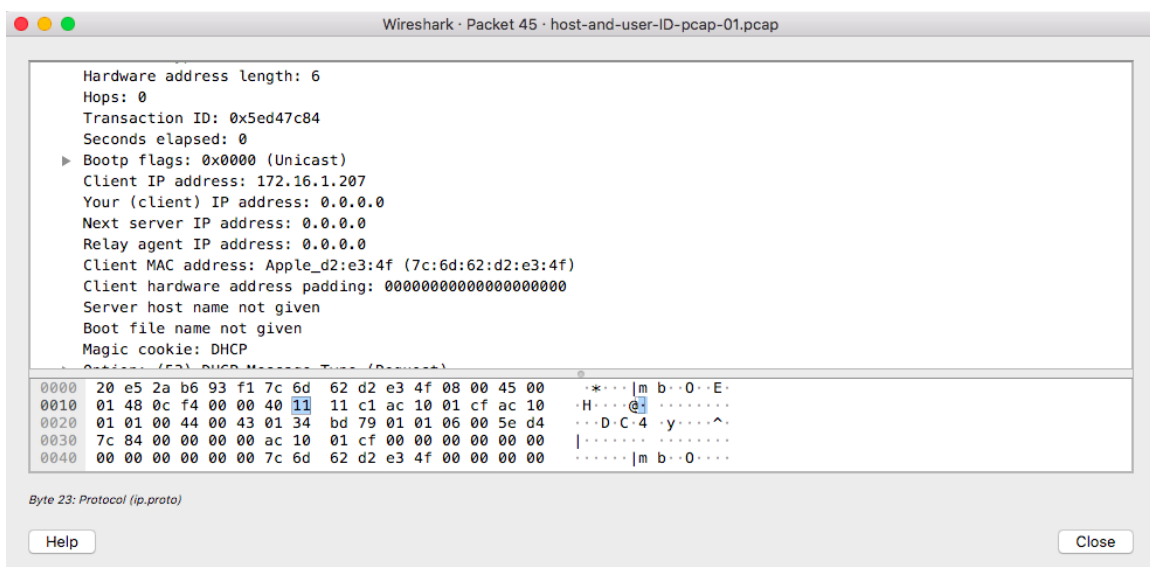 Wireshark · Packet 45 · host-and-user-ID-pcap-01.pcap
Hardware address length: 6
Hops: 0
Transaction ID: 0x5ed47c84
Seconds elapsed: 0
▶ Bootp flags: 0x0000 (Unicast)
Client IP address: 172.16.1.207
Your (client) IP address: 0.0.0.0
Next server IP address: 0.0.0.0
Relay agent IP address: 0.0.0.0
Client MAC address: Apple_d2:e3:4f (7c:6d:62:d2:e3:4f)
Client hardware address padding: 00000000000000000000
Server host name not given
Boot file name not given
Magic cookie: DHCP
Option: (53) DHCP Message Type (Request)
0000 20 e5 2a b6 93 f1 7c 6d 62 d2 e3 4f 08 00 45 00 ·*···|m b··O··E·
0010 01 48 0c f4 00 00 40 11 11 c1 ac 10 01 cf ac 10 ·H····@· ········
0020 01 01 00 44 00 43 01 34 bd 79 01 01 06 00 5e d4 ···D·C·4 ·y····^·
0030 7c 84 00 00 00 00 ac 10 01 cf 00 00 00 00 00 00 |······· ········
0040 00 00 00 00 00 00 7c 6d 62 d2 e3 4f 00 00 00 00 ······|m b··O····
Byte 23: Protocol (ip.proto)
Help
Close